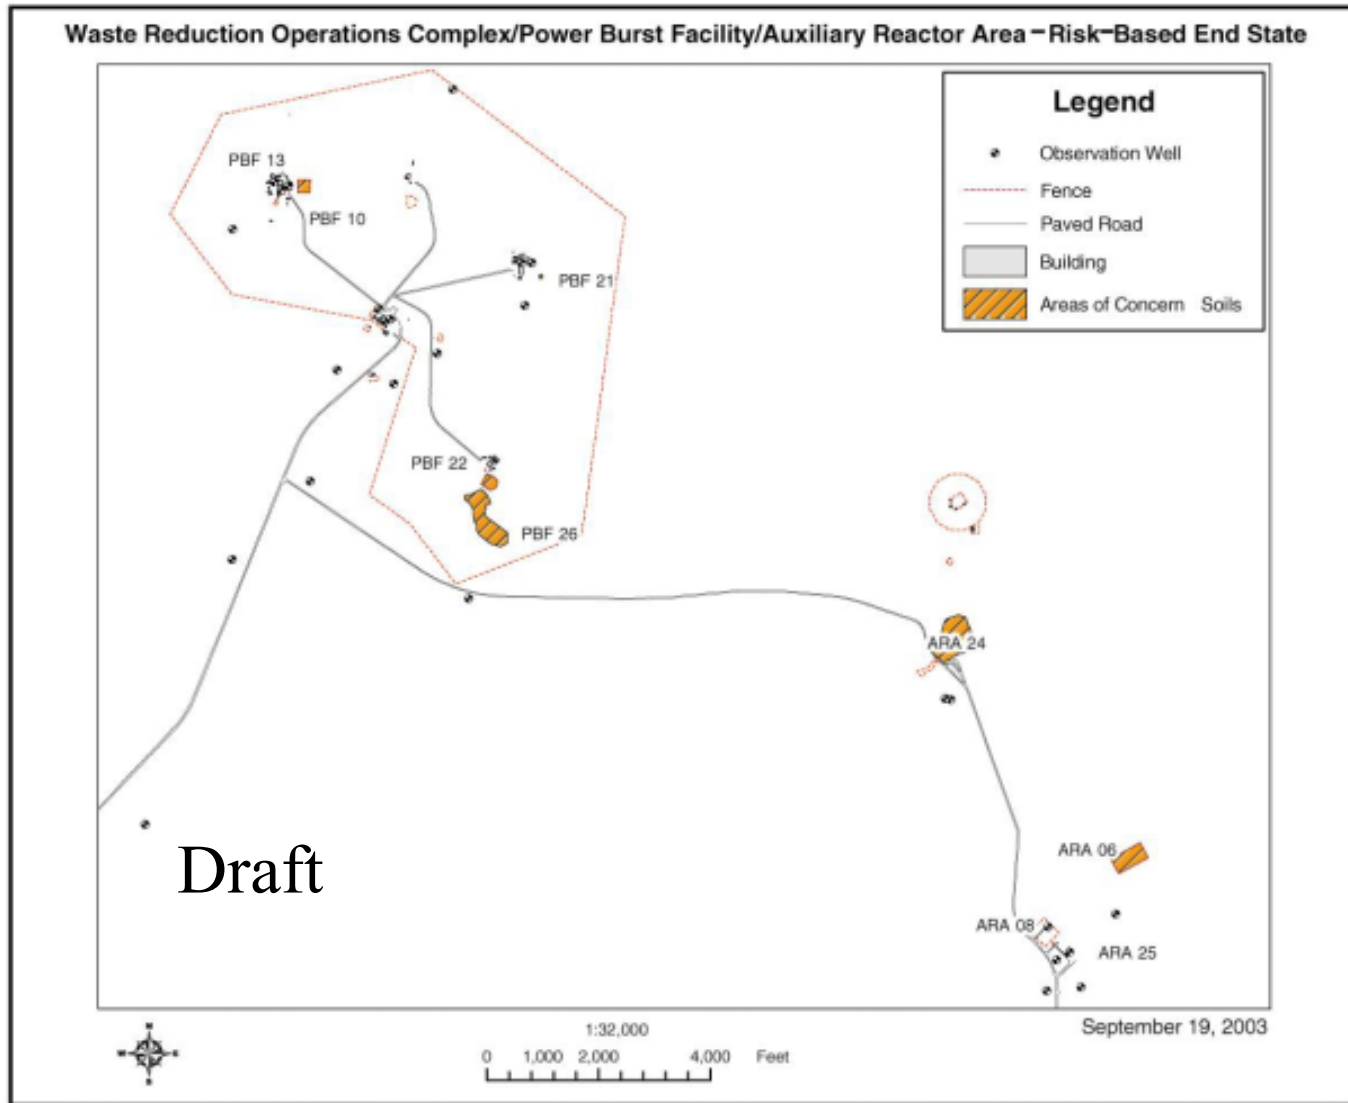 Waste Reduction Operations Complex/Power Burst Facility/Auxiliary Reactor Area-Risk-Based End State
Legend
Observation Well
Fence
Paved Road
Building
Areas of Concern Soils
PBF 13
PBF 10
PBF 21
PBF 22
PBF 26
ARA 24
ARA 06
ARA 08
ARA 25
Draft
September 19, 2003
N
W E
S
1:32,000
0 1,000 2,000 4,000 Feet